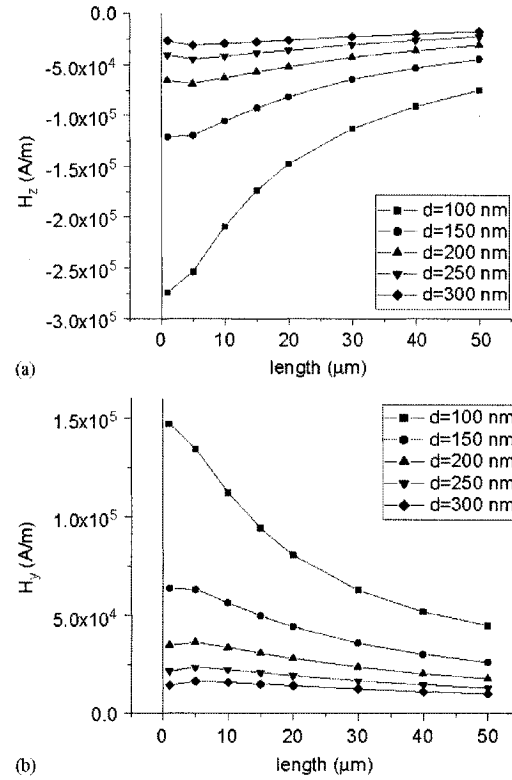 0.0
-5.0x10⁴
-1.0x10⁵
-1.5x10⁵
-2.0x10⁵
-2.5x10⁵
-3.0x10⁵
H_z (A/m)
d=100 nm
d=150 nm
d=200 nm
d=250 nm
d=300 nm
0 10 20 30 40 50
length (μm)
(a)
1.5x10⁵
1.0x10⁵
5.0x10⁴
0.0
H_y (A/m)
d=100 nm
d=150 nm
d=200 nm
d=250 nm
d=300 nm
0 10 20 30 40 50
length (μm)
(b)